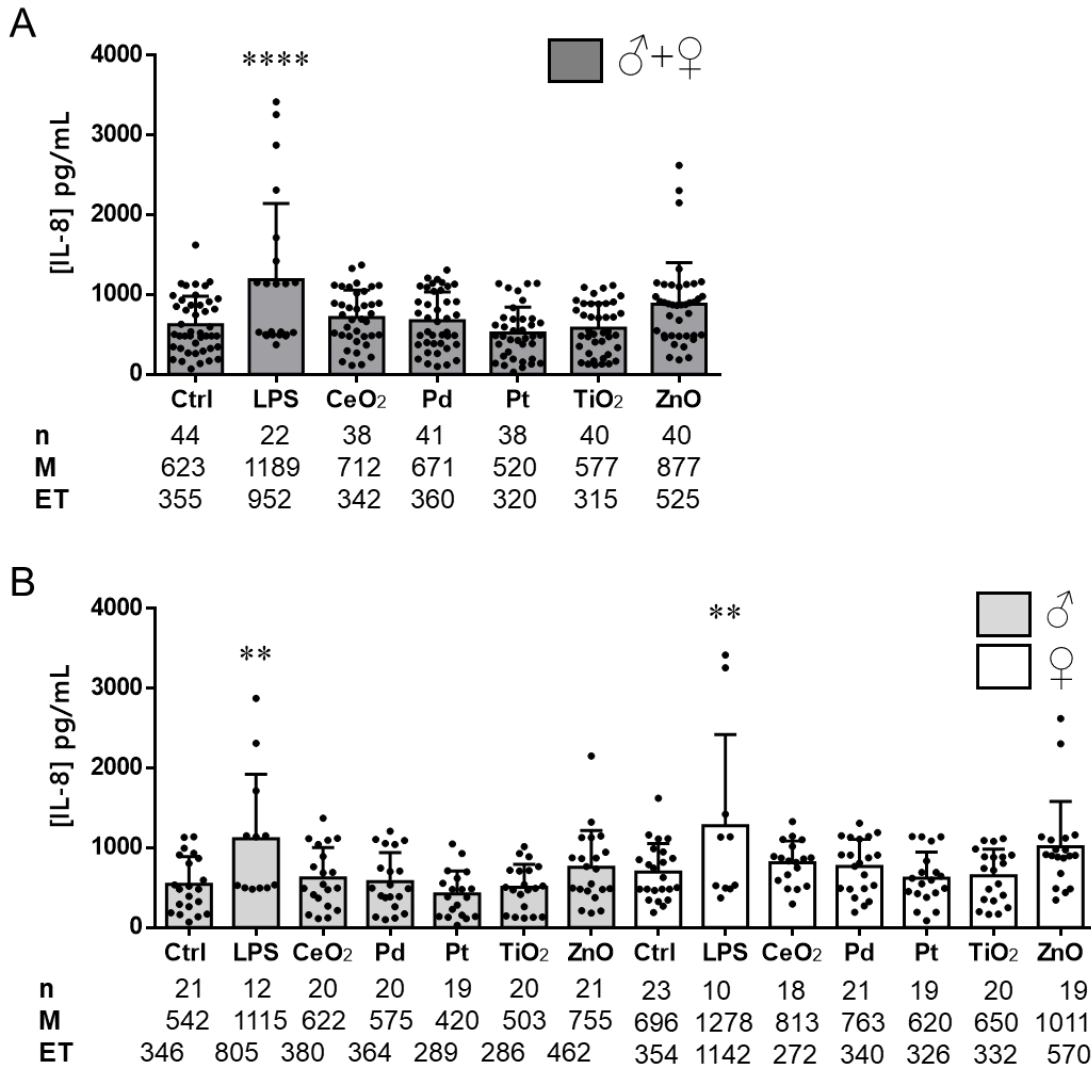 A
4000
3000
2000
1000
0
[IL-8] pg/mL
****
♂+♀
Ctrl LPS CeO2 Pd Pt TiO2 ZnO
n 44 22 38 41 38 40 40
M 623 1189 712 671 520 577 877
ET 355 952 342 360 320 315 525
B
4000
3000
2000
1000
0
[IL-8] pg/mL
**
**
♂
♀
Ctrl LPS CeO2 Pd Pt TiO2 ZnO Ctrl LPS CeO2 Pd Pt TiO2 ZnO
n 21 12 20 20 19 20 21 23 10 18 21 19 20 19
M 542 1115 622 575 420 503 755 696 1278 813 763 620 650 1011
ET 346 805 380 364 289 286 462 354 1142 272 340 326 332 570